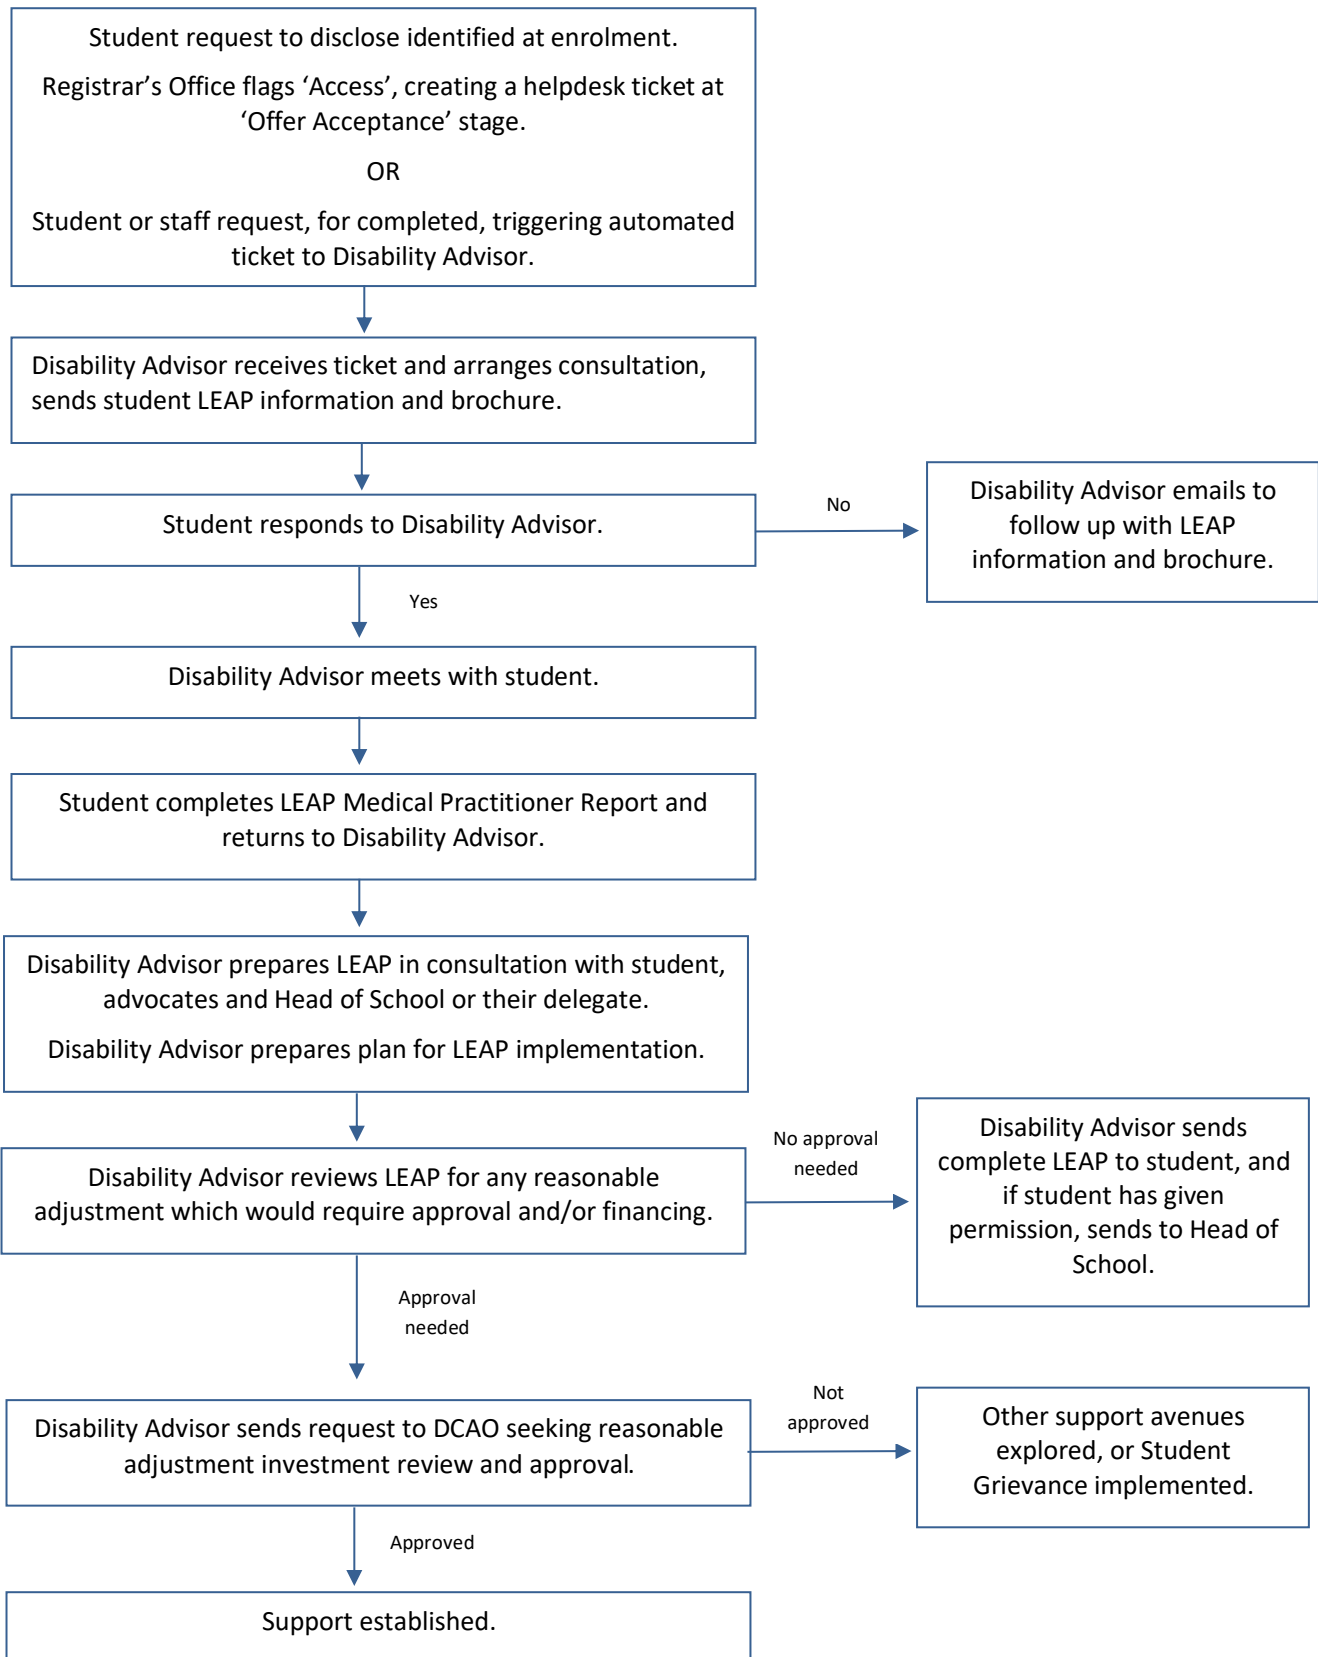 Student request to disclose identified at enrolment.
Registrar’s Office flags ‘Access’, creating a helpdesk ticket at
‘Offer Acceptance’ stage.
OR
Student or staff request, for completed, triggering automated
ticket to Disability Advisor.
Disability Advisor receives ticket and arranges consultation,
sends student LEAP information and brochure.
Student responds to Disability Advisor.
No
Disability Advisor emails to
follow up with LEAP
information and brochure.
Yes
Disability Advisor meets with student.
Student completes LEAP Medical Practitioner Report and
returns to Disability Advisor.
Disability Advisor prepares LEAP in consultation with student,
advocates and Head of School or their delegate.
Disability Advisor prepares plan for LEAP implementation.
Disability Advisor reviews LEAP for any reasonable
adjustment which would require approval and/or financing.
No approval
needed
Disability Advisor sends
complete LEAP to student, and
if student has given
permission, sends to Head of
School.
Approval
needed
Disability Advisor sends request to DCAO seeking reasonable
adjustment investment review and approval.
Not
approved
Other support avenues
explored, or Student
Grievance implemented.
Approved
Support established.